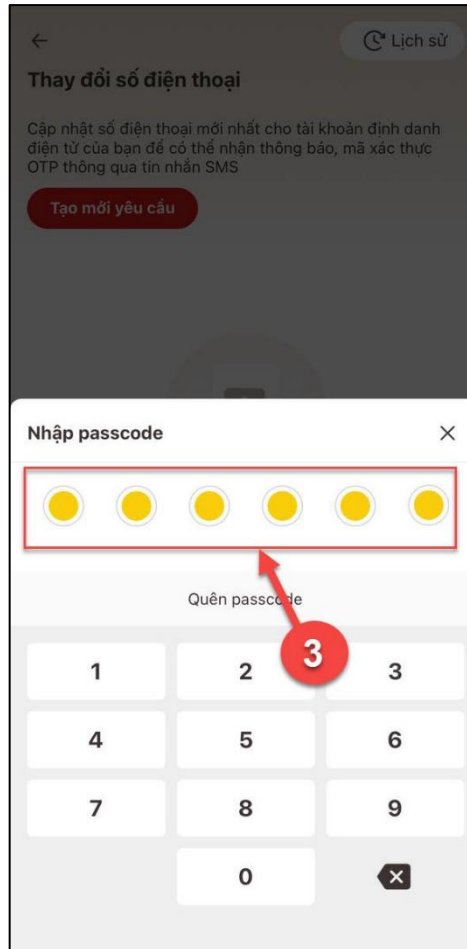 Lịch sử
Thay đổi số điện thoại
Cập nhật số điện thoại mới nhất cho tài khoản định danh
điện tử của bạn để có thể nhận thông báo, mã xác thực
OTP thông qua tin nhắn SMS
Tạo mới yêu cầu
Nhập passcode
Quên passcode
3
1 2 3
4 5 6
7 8 9
0